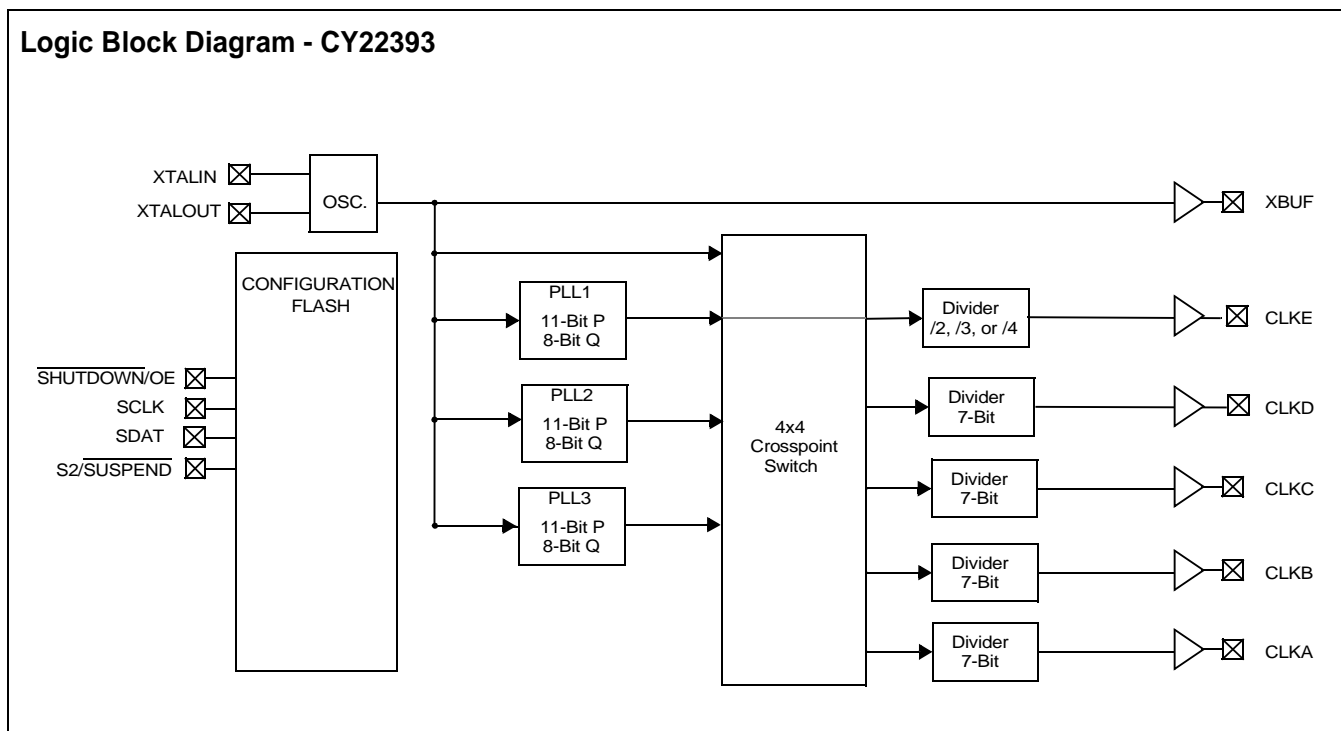 Logic Block Diagram - CY22393
XTALIN
XTALOUT
OSC.
XBUF
CONFIGURATION
FLASH
SHUTDOWN/OE
SCLK
SDAT
S2/SUSPEND
PLL1
11-Bit P
8-Bit Q
PLL2
11-Bit P
8-Bit Q
PLL3
11-Bit P
8-Bit Q
4x4
Crosspoint
Switch
Divider
/2, /3, or /4
CLKE
Divider
7-Bit
CLKD
Divider
7-Bit
CLKC
Divider
7-Bit
CLKB
Divider
7-Bit
CLKA